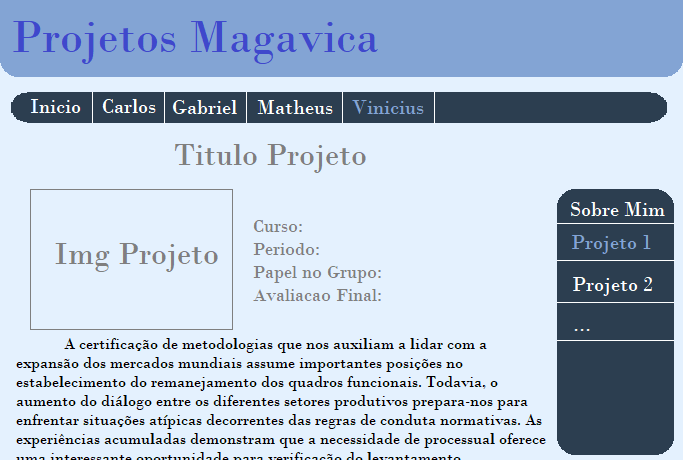 Projetos Magavica
Inicio Carlos Gabriel Matheus Vinicius
Titulo Projeto
Img Projeto
Curso:
Periodo:
Papel no Grupo:
Avaliacao Final:
Sobre Mim
Projeto 1
Projeto 2
...
A certificação de metodologias que nos auxiliam a lidar com a
expansão dos mercados mundiais assume importantes posições no
estabelecimento do remanejamento dos quadros funcionais. Todavia, o
aumento do diálogo entre os diferentes setores produtivos prepara-nos para
enfrentar situações atípicas decorrentes das regras de conduta normativas. As
experiências acumuladas demonstram que a necessidade de processual oferece
uma interessante oportunidade para verificação do levantamento